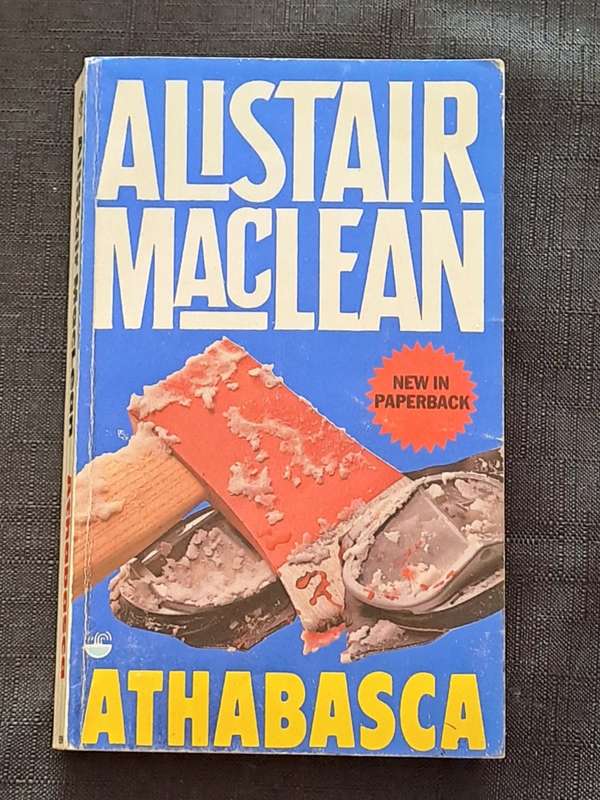 ALISTAIR
MACLEAN
NEW IN
PAPERBACK
ATHABASCA